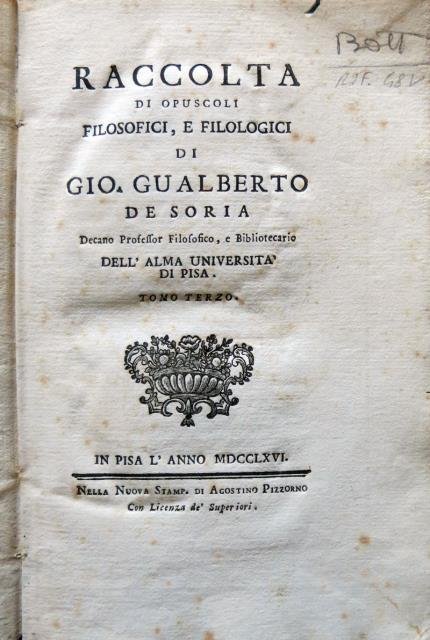 RACCOLTA
DI OPUSCOLI
FILOSOFICI, E FILOLOGICI
DI
GIO. GUALBERTO
DE SORIA
Decano Professor Filosofico, e Bibliotecario
DELL' ALMA UNIVERSITA'
DI PISA.
TOMO TERZO.
IN PISA L' ANNO MDCCLXVI.
NELLA NUOVA STAMP. DI AGOSTINO PIZZORNO
Con Licenza de' Superiori.